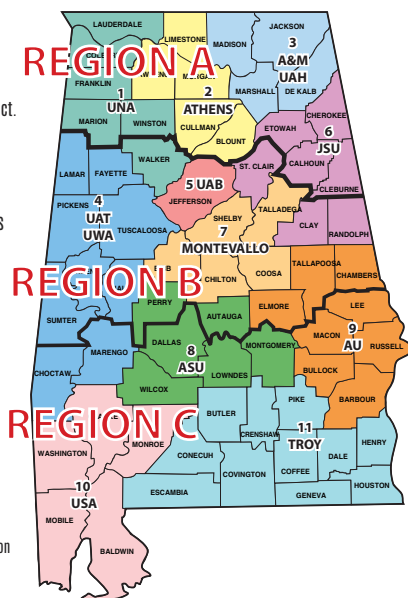 LAUDERDALE
JACKSON
LIMESTONE
MADISON
3
A&M
UAH
REGION A
ct.
FRANKLIN
MORGAN
MARSHALL
DE KALB
1
UNA
2
ATHENS
CHEROKEE
MARION
WINSTON
CULLMAN
ETOWAH
6
JSU
BLOUNT
WALKER
ST. CLAIR
CALHOUN
LAMAR
FAYETTE
5 UAB
CLEBURNE
JEFFERSON
PICKENS
4
UAT
UWA
TALLADEGA
SHELBY
s
CLAY
RANDOLPH
TUSCALOOSA
7
MONTEVALLO
REGION B
TALLAPOOSA
COOSA
CHAMBERS
CHILTON
PERRY
AUTAUGA
ELMORE
LEE
SUMTER
MACON
9
AU
DALLAS
MONTGOMERY
RUSSELL
MARENGO
8
ASU
CHOCTAW
LOWNDES
BULLOCK
WILCOX
BARBOUR
PIKE
REGION C
BUTLER
CRENSHAW
11
TROY
MONROE
HENRY
WASHINGTON
CONECUH
DALE
COFFEE
COVINGTON
10
USA
HOUSTON
ESCAMBIA
GENEVA
MOBILE
on
BALDWIN